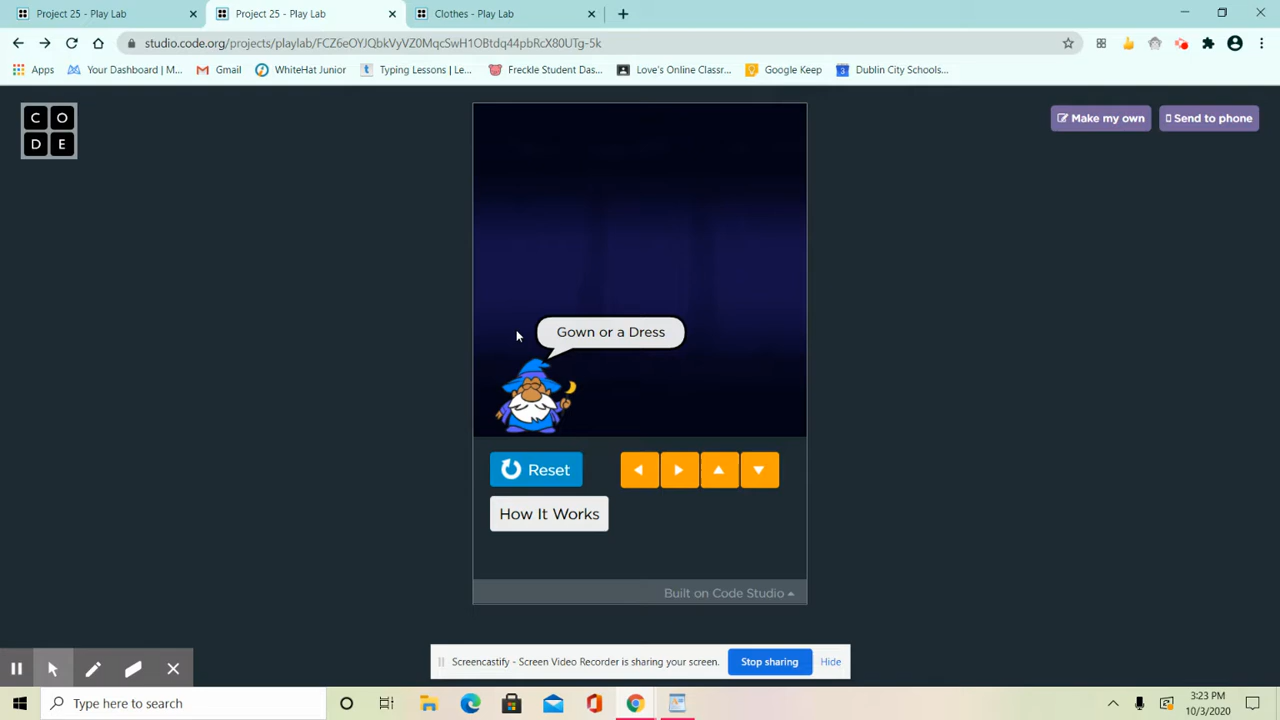 Project 25 - Play Lab
Project 25 - Play Lab
Clothes - Play Lab
studio.code.org/projects/playlab/FCZ6eOYJQbkVyVZ0MqcSwH1OBtdq44pbRcX80UTg-5k
Apps
Your Dashboard | M...
Gmail
WhiteHat Junior
Typing Lessons | Le...
Freckle Student Das...
Love's Online Classr...
Google Keep
Dublin City Schools...
C O
D E
Make my own
Send to phone
Gown or a Dress
Reset
How It Works
Built on Code Studio
Screencastify - Screen Video Recorder is sharing your screen.
Stop sharing
Hide
Type here to search
3:23 PM
10/3/2020